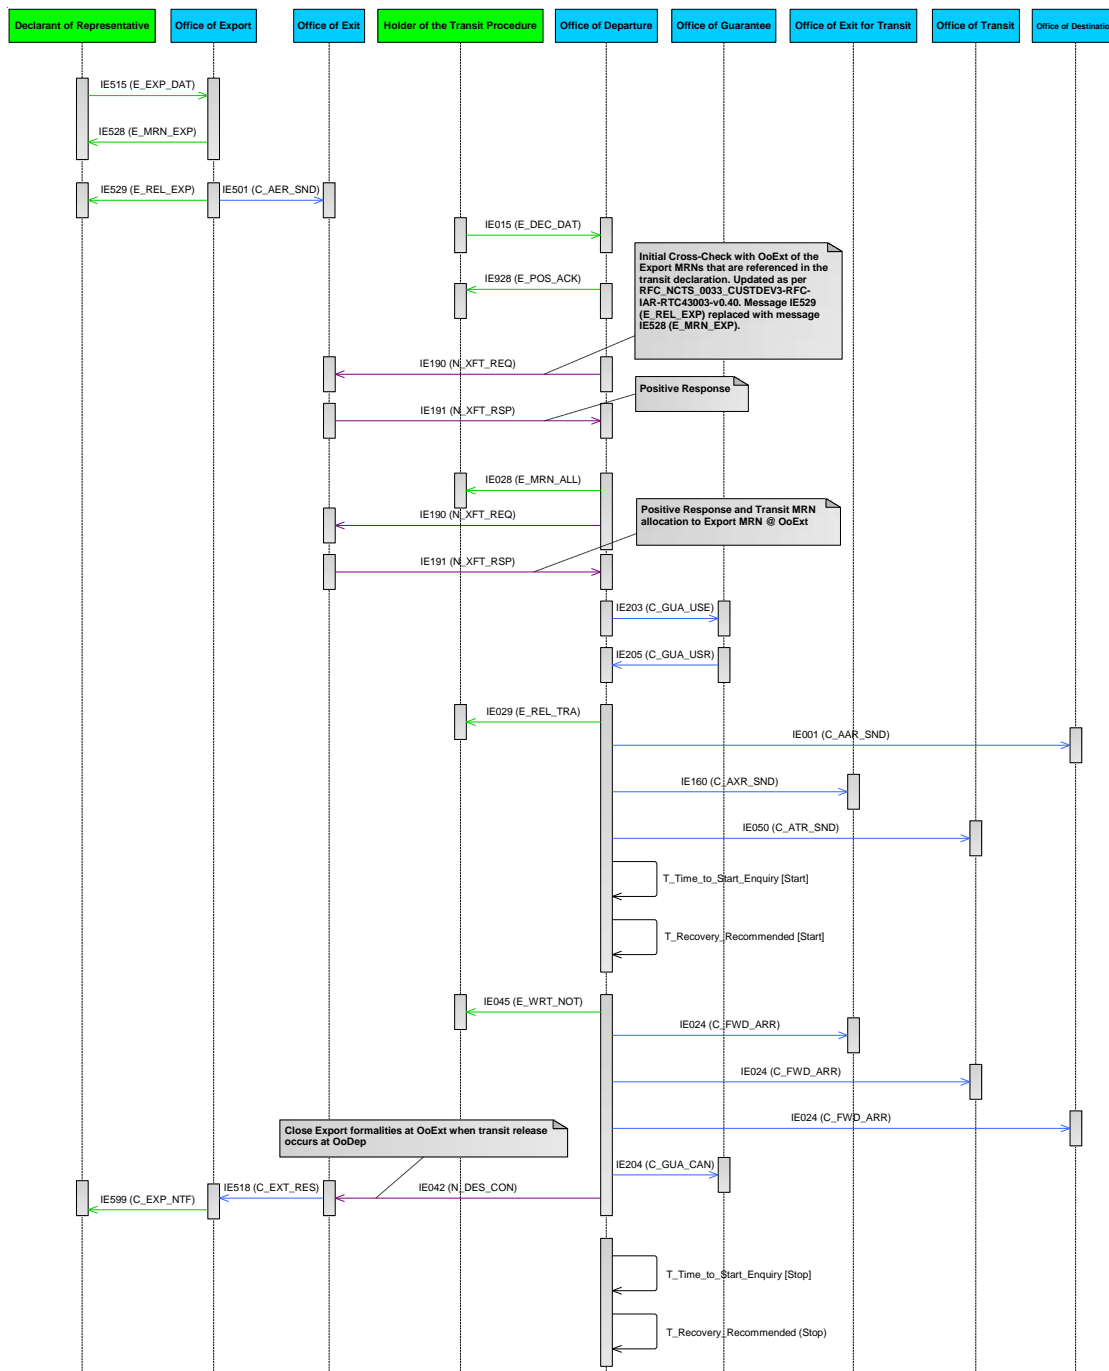 Declarant of Representative
Office of Export
Office of Exit
Holder of the Transit Procedure
Office of Departure
Office of Guarantee
Office of Exit for Transit
Office of Transit
Office of Destination
IE515 (E_EXP_DAT)
IE528 (E_MRN_EXP)
IE529 (E_REL_EXP)
IE501 (C_AER_SND)
IE015 (E_DEC_DAT)
Initial Cross-Check with OoExt of the
Export MRNs that are referenced in the
transit declaration. Updated as per
RFC_NCTS_0033_CUSTDEV3-RFC-
IAR-RTC43003-v0.40. Message IE529
(E_REL_EXP) replaced with message
IE528 (E_MRN_EXP).
IE928 (E_POS_ACK)
IE190 (N_XFT_REQ)
Positive Response
IE191 (N_XFT_RSP)
IE028 (E_MRN_ALL)
IE190 (N_XFT_REQ)
Positive Response and Transit MRN
allocation to Export MRN @ OoExt
IE191 (N_XFT_RSP)
IE203 (C_GUA_USE)
IE205 (C_GUA_USR)
IE029 (E_REL_TRA)
IE001 (C_AAR_SND)
IE160 (C_AXR_SND)
IE050 (C_ATR_SND)
T_Time_to_Start_Enquiry [Start]
T_Recovery_Recommended [Start]
IE045 (E_WRT_NOT)
IE024 (C_FWD_ARR)
IE024 (C_FWD_ARR)
IE024 (C_FWD_ARR)
Close Export formalities at OoExt when transit release
occurs at OoDep
IE204 (C_GUA_CAN)
IE042 (N_DES_CON)
IE518 (C_EXT_RES)
IE599 (C_EXP_NTF)
T_Time_to_Start_Enquiry [Stop]
T_Recovery_Recommended (Stop)